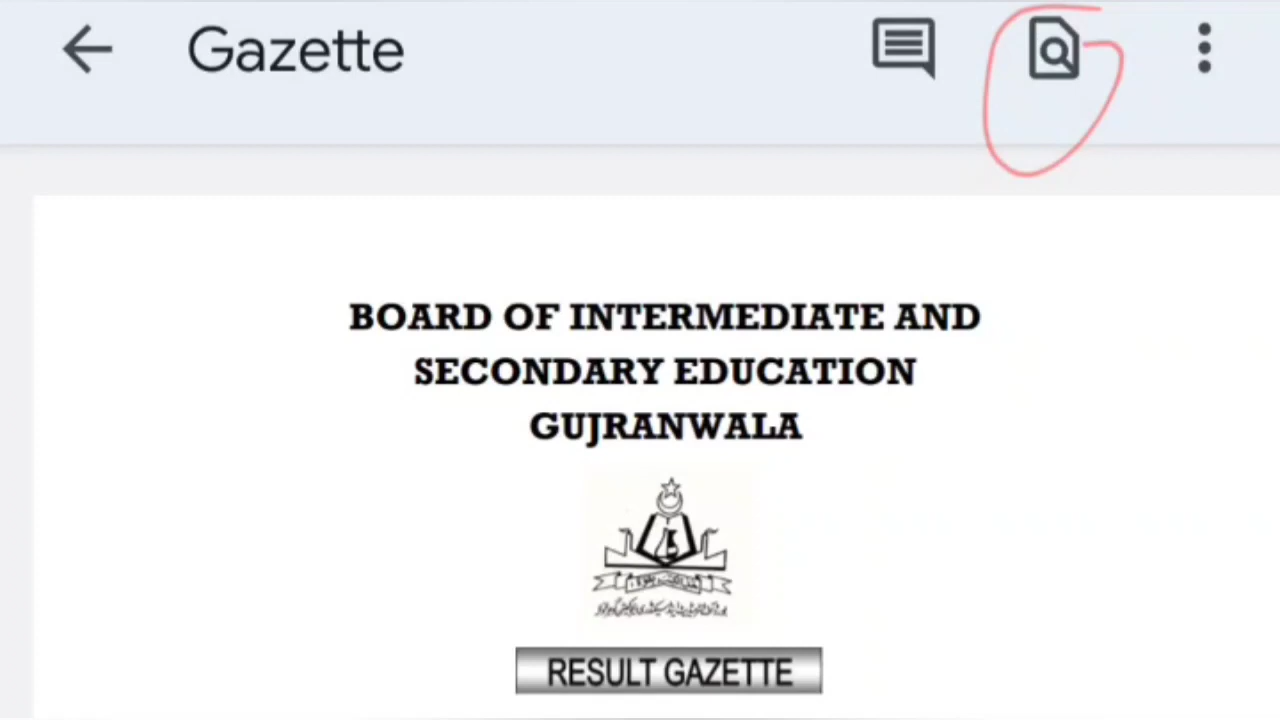 Gazette
BOARD OF INTERMEDIATE AND
SECONDARY EDUCATION
GUJRANWALA
RESULT GAZETTE